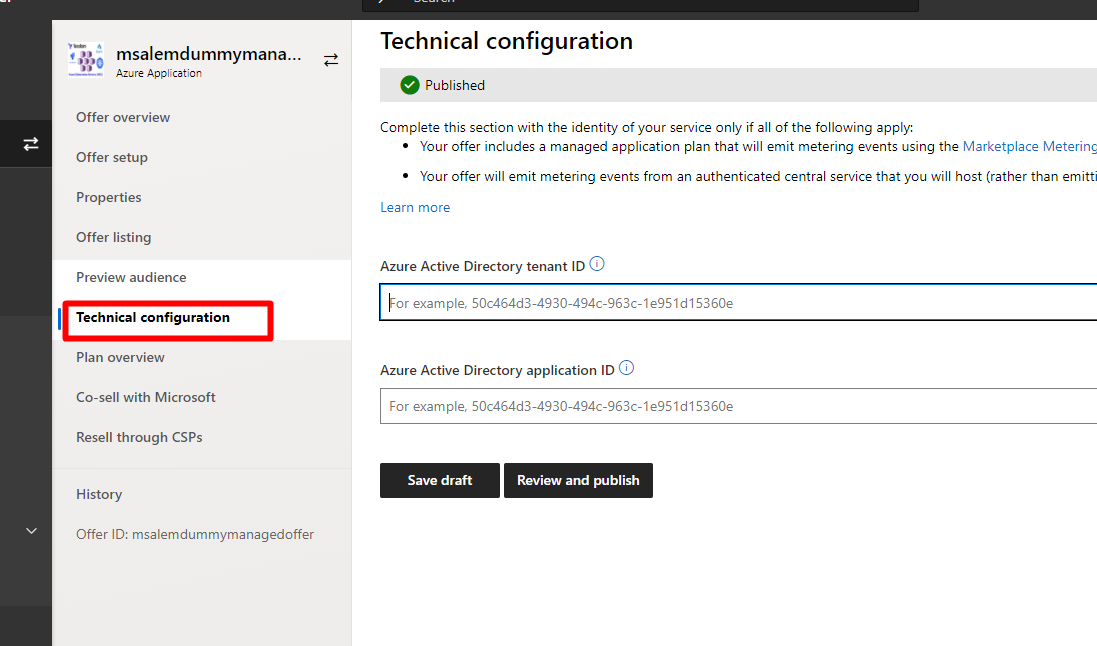 Search
msalemdummymana...
Azure Application
Offer overview
Offer setup
Properties
Offer listing
Preview audience
Technical configuration
Plan overview
Co-sell with Microsoft
Resell through CSPs
History
Offer ID: msalemdummymanagedoffer
Technical configuration
Published
Complete this section with the identity of your service only if all of the following apply:
• Your offer includes a managed application plan that will emit metering events using the Marketplace Metering
• Your offer will emit metering events from an authenticated central service that you will host (rather than emitti
Learn more
Azure Active Directory tenant ID
For example, 50c464d3-4930-494c-963c-1e951d15360e
Azure Active Directory application ID
For example, 50c464d3-4930-494c-963c-1e951d15360e
Save draft
Review and publish